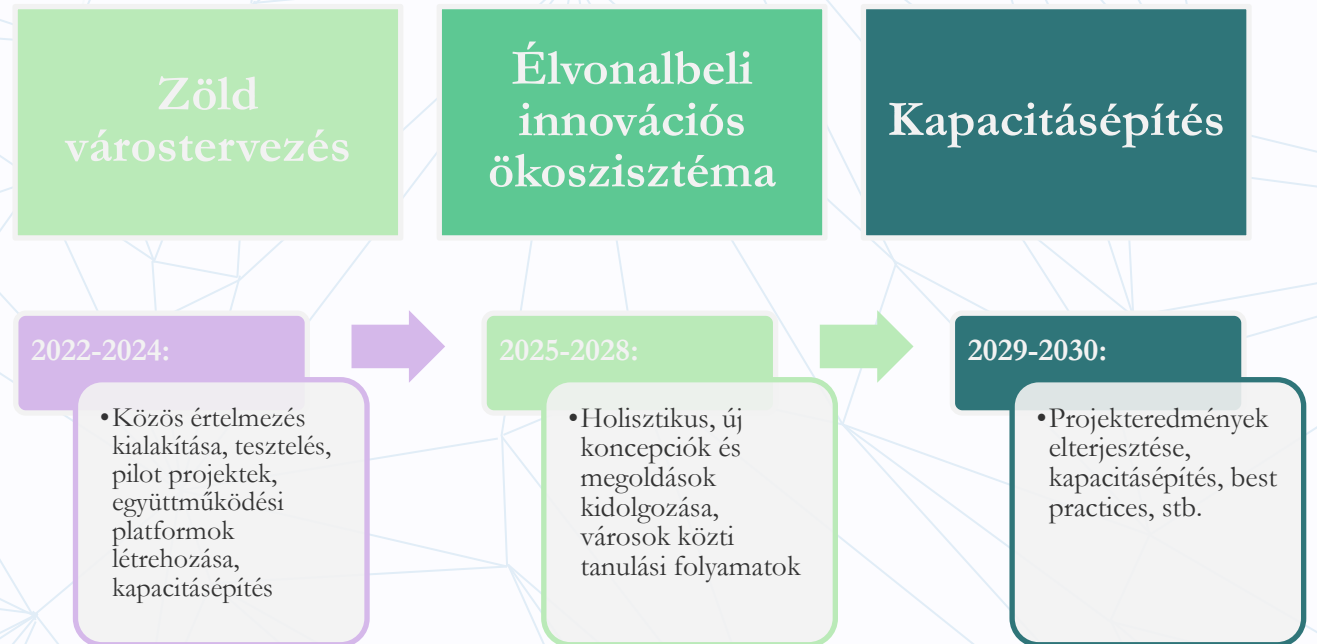 Zöld
várostervezés
Élvonalbeli
innovációs
ökoszisztéma
Kapacitásépítés
2022-2024:
•Közös értelmezés
kialakítása, tesztelés,
pilot projektek,
együttműködési
platformok
létrehozása,
kapacitásépítés
2025-2028:
•Holisztikus, új
koncepciók és
megoldások
kidolgozása,
városok közti
tanulási folyamatok
2029-2030:
•Projekteredmények
elterjesztése,
kapacitásépítés, best
practices, stb.